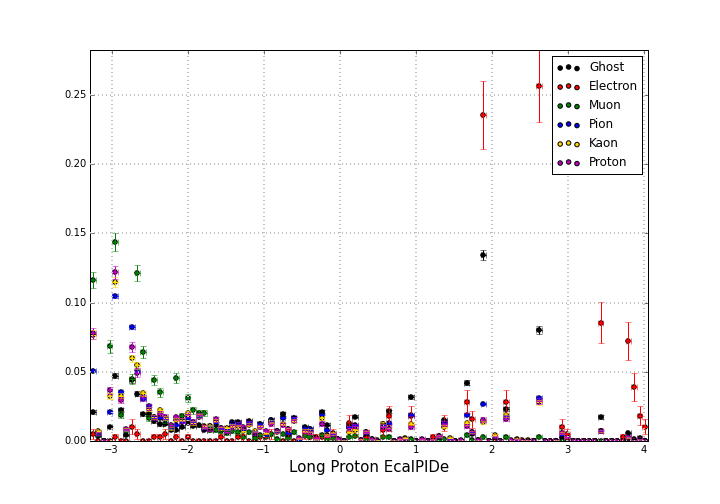 0.25
0.20
0.15
0.10
0.05
0.00
−3 −2 −1 0 1 2 3 4
Long Proton EcalPIDe
Ghost
Electron
Muon
Pion
Kaon
Proton